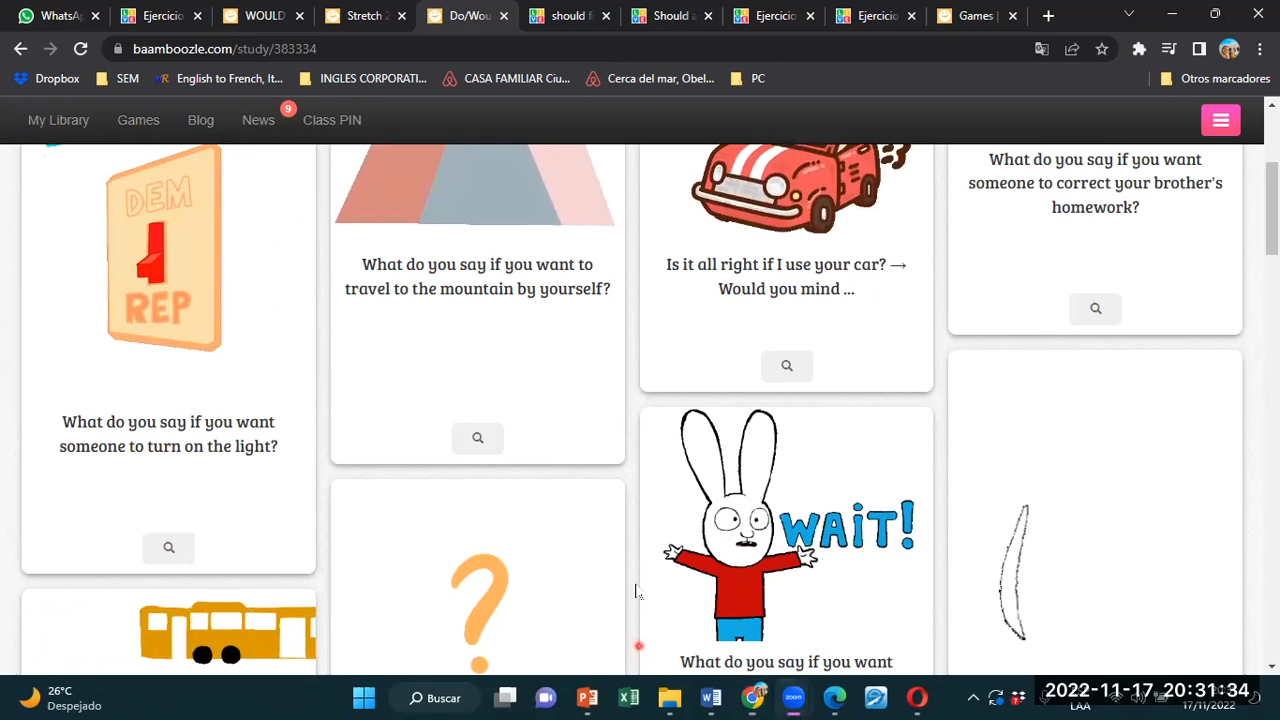 WhatsA
Ejercicio
WOULD
Stretch 2
Do/Wou
should fi
Should a
Ejercicio
Ejercicio
Games |
baamboozle.com/study/383334
Dropbox
SEM
English to French, It...
INGLES CORPORATI...
CASA FAMILIAR Ciu...
Cerca del mar, Obel...
PC
Otros marcadores
My Library
Games
Blog
News
9
Class PIN
DEM
REP
What do you say if you want
someone to turn on the light?
What do you say if you want to
travel to the mountain by yourself?
?
Is it all right if I use your car? →
Would you mind ...
WAIT!
What do you say if you want
What do you say if you want
someone to correct your brother's
homework?
26°C
Despejado
Buscar
LAA
17/11/2022
2022-11-17 20:31:34